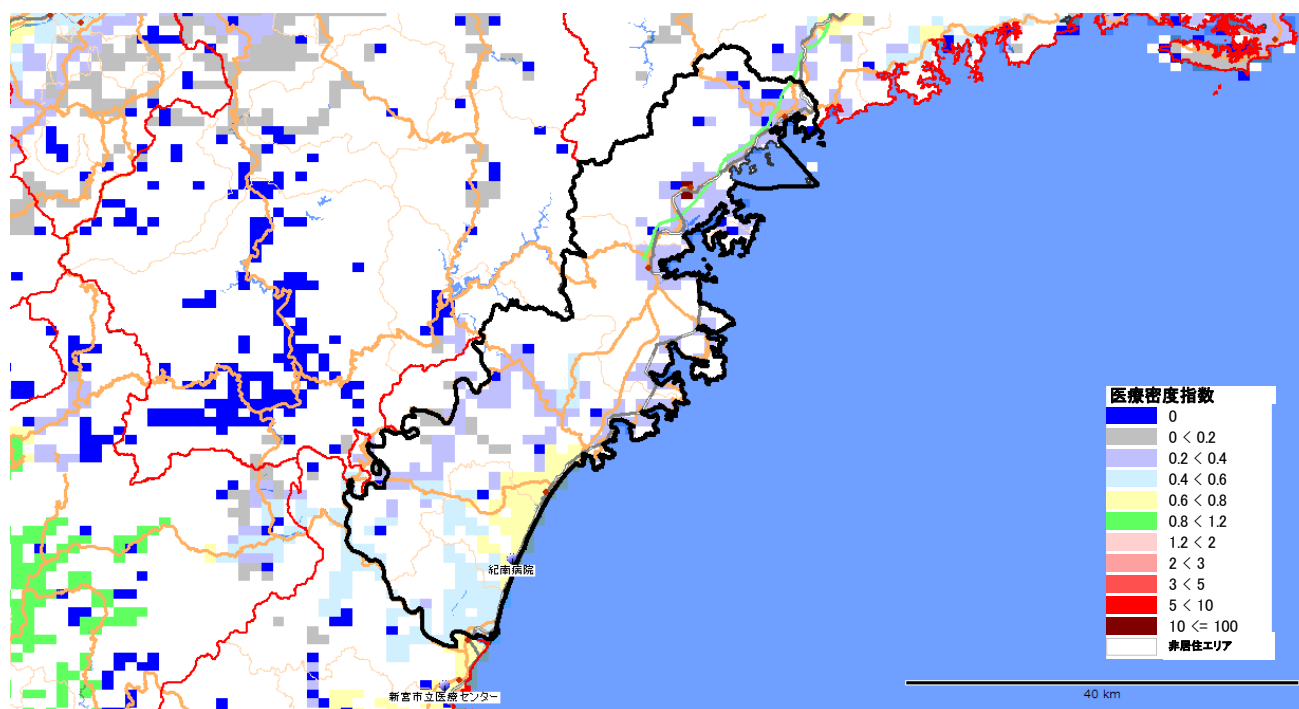 医療密度指数
0
0 < 0.2
0.2 < 0.4
0.4 < 0.6
0.6 < 0.8
0.8 < 1.2
1.2 < 2
2 < 3
3 < 5
5 < 10
10 <= 100
非居住エリア
紀南病院
新宮市立医療センター
40 km